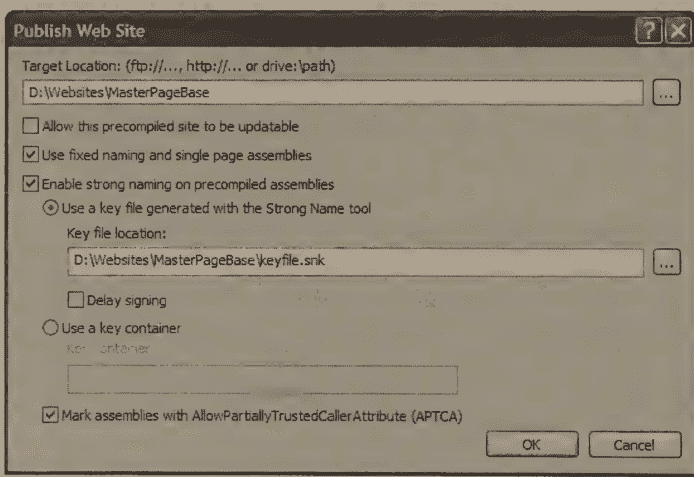 Publish Web Site
Target Location: (ftp://..., http://... or drive:\path)
D:\Websites\MasterPageBase
...
Allow this precompiled site to be updatable
Use fixed naming and single page assemblies
Enable strong naming on precompiled assemblies
Use a key file generated with the Strong Name tool
Key file location:
D:\Websites\MasterPageBase\keyfile.snk
...
Delay signing
Use a key container
Key container
Mark assemblies with AllowPartiallyTrustedCallerAttribute (APTCA)
OK
Cancel